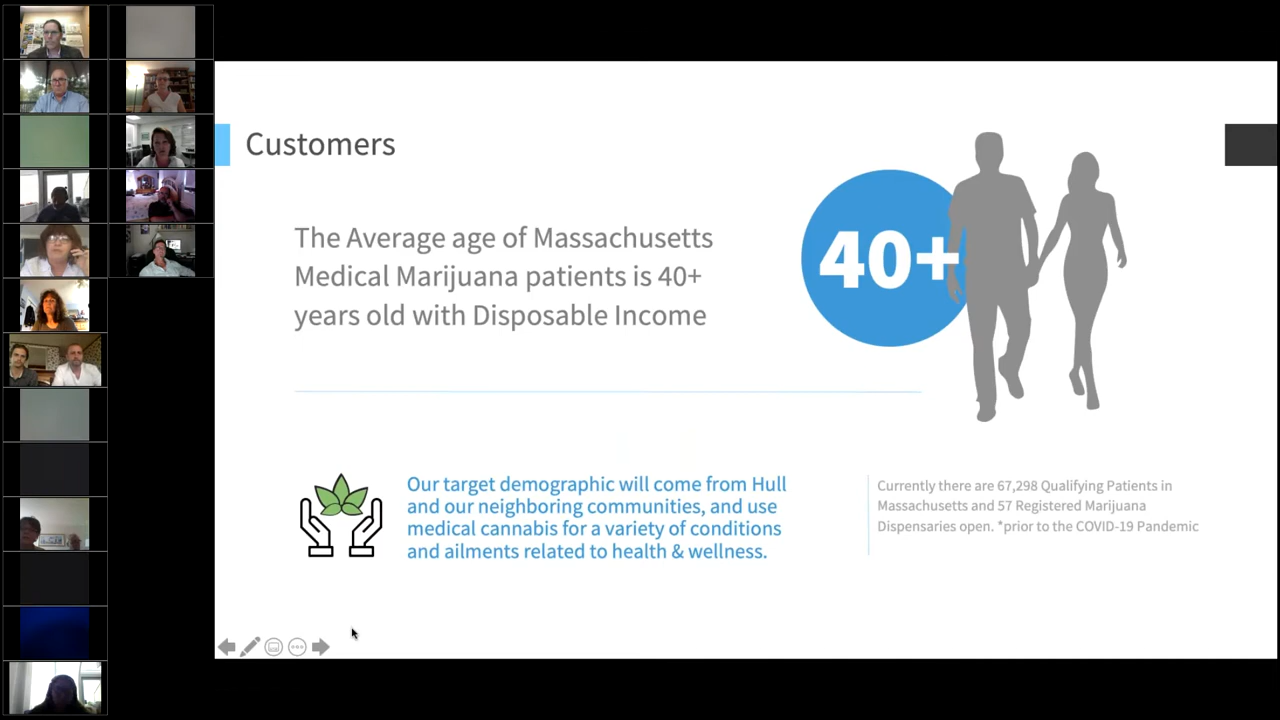 Customers
The Average age of Massachusetts
Medical Marijuana patients is 40+
years old with Disposable Income
40+
Our target demographic will come from Hull
and our neighboring communities, and use
medical cannabis for a variety of conditions
and ailments related to health & wellness.
Currently there are 67,298 Qualifying Patients in
Massachusetts and 57 Registered Marijuana
Dispensaries open. *prior to the COVID-19 Pandemic